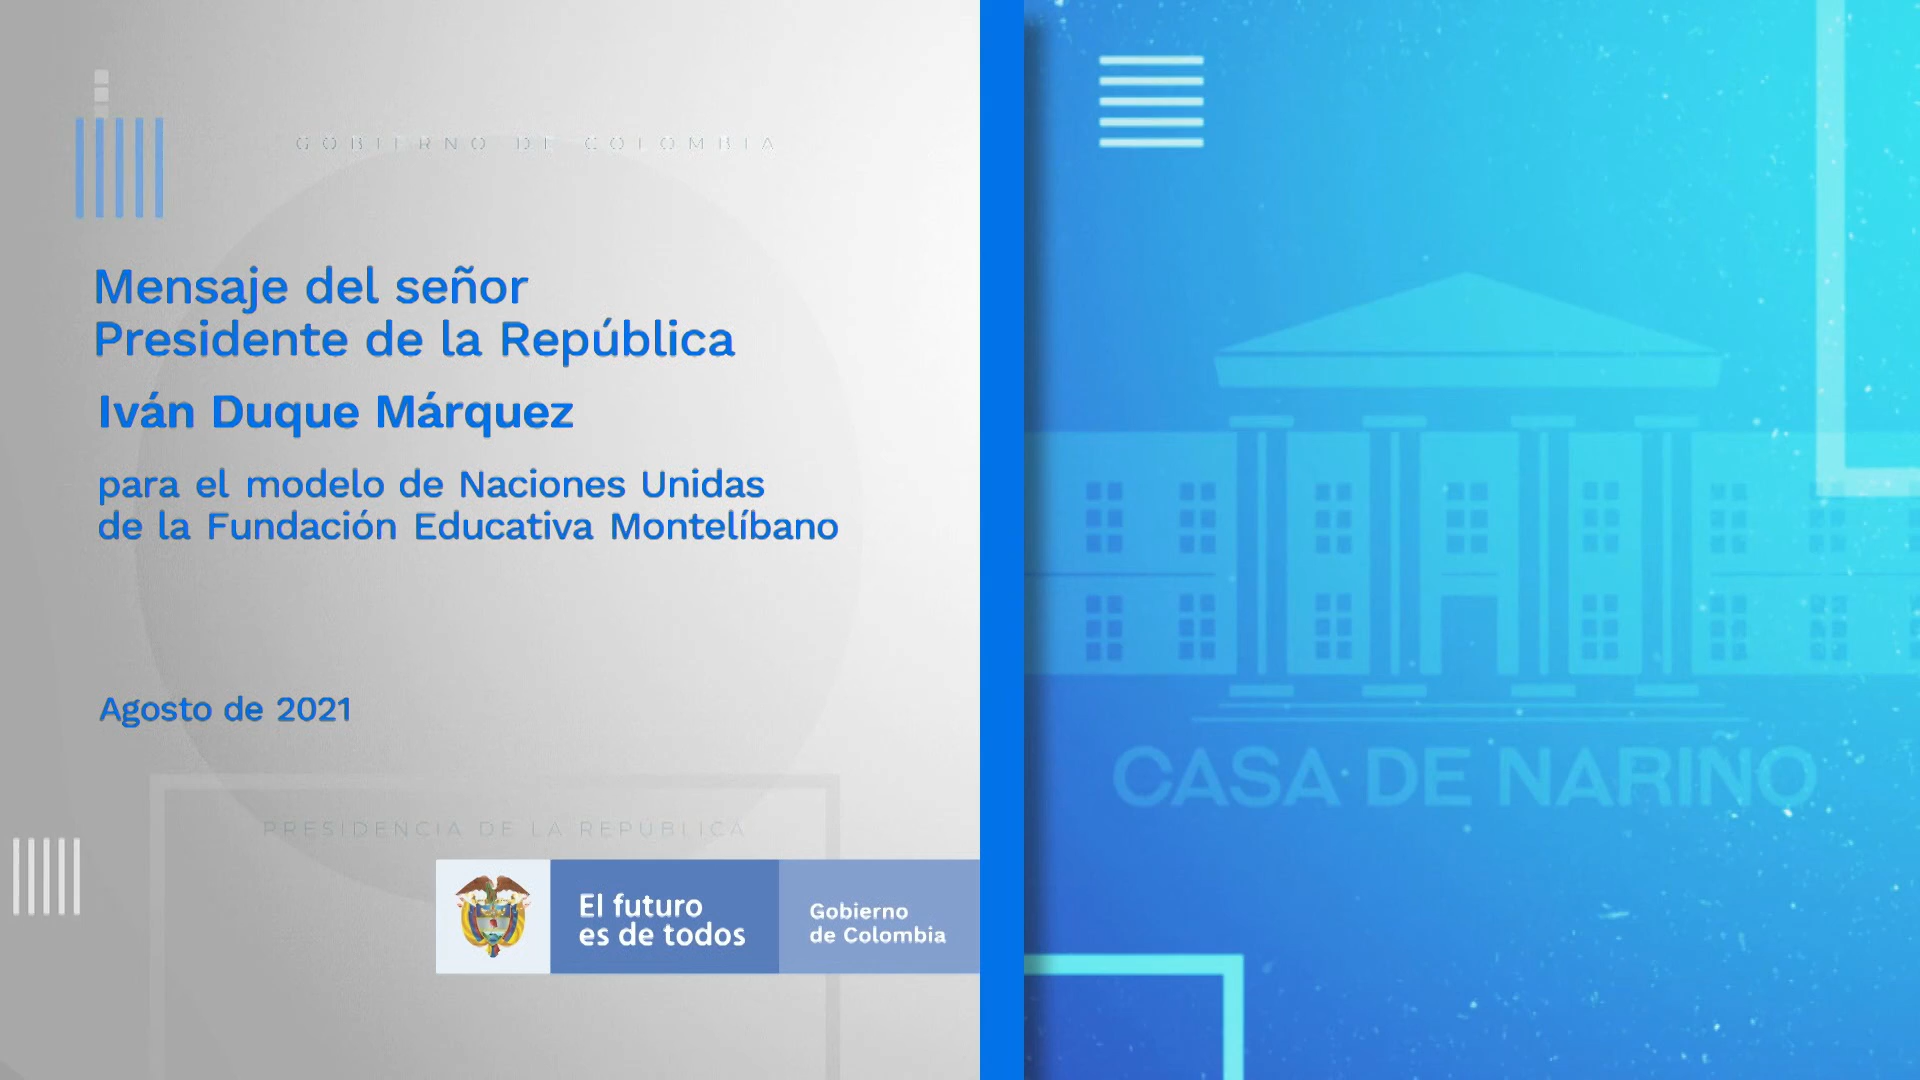 GOBIERNO DE COLOMBIA
Mensaje del señor
Presidente de la República
Iván Duque Márquez
para el modelo de Naciones Unidas
de la Fundación Educativa Montelíbano
Agosto de 2021
PRESIDENCIA DE LA REPÚBLICA
El futuro
es de todos
Gobierno
de Colombia
CASA DE NARIÑO